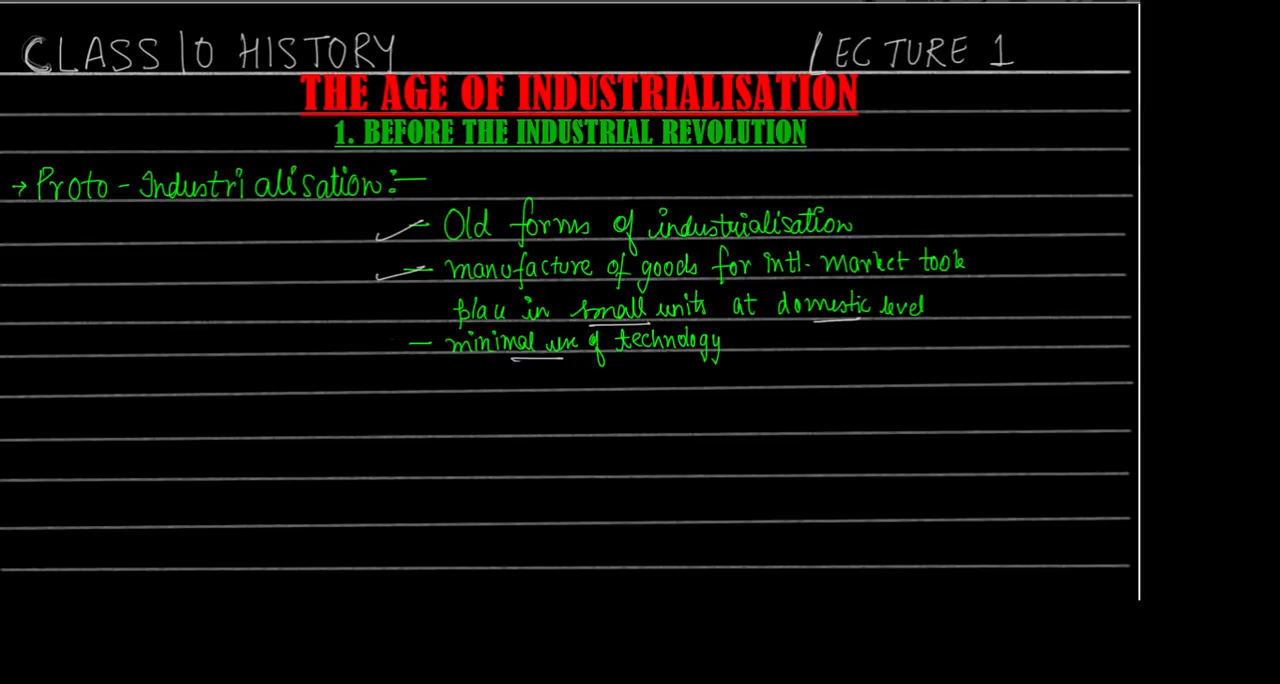 CLASS 10 HISTORY LECTURE 1
THE AGE OF INDUSTRIALISATION
1. BEFORE THE INDUSTRIAL REVOLUTION
→ Proto - Industrialisation:-
- Old forms of industrialisation
- manufacture of goods for intl. market took
place in small units at domestic level
- minimal use of technology